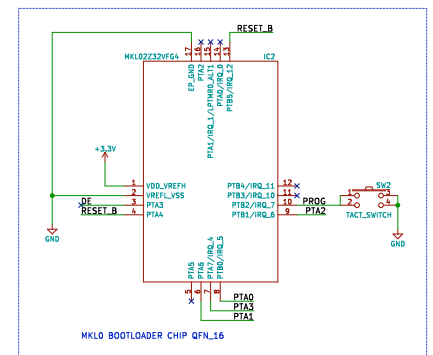 RESET_B
MKL02Z32VFG4
IC2
17
16
15
14
13
EP_GND
PTA2
PTA1/IRQ_1/LPTMR0_ALT1
PTA0/IRQ_0
PTB5/IRQ_12
+3.3V
1 VDD_VREFH
2 VREFL_VSS
DE 3 PTA3
RESET_B 4 PTA4
PTB4/IRQ_11 12
PTB3/IRQ_10 11
PTB2/IRQ_7 10 PROG
PTB1/IRQ_6 9 PTA2
SW2
1 3
2 4
TACT_SWITCH
GND
GND
PTA5
PTA6
PTA7/IRQ_4
PTB0/IRQ_5
5
6
7
8
PTA0
PTA3
PTA1
MKL0 BOOTLOADER CHIP QFN_16